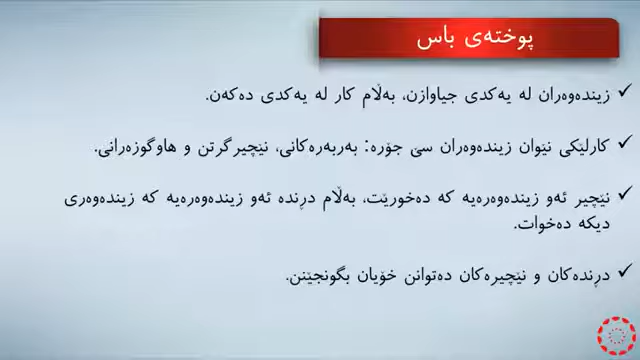 پوختەی باس
✓ زیندەوەران لە یەکدی جیاوازن، بەڵام کار لە یەکدی دەکەن.
✓ کارلێکی نێوان زیندەوەران سێ جۆرە: بەربەرەکانی، نێچیرگرتن و هاوگوزەرانی.
✓ نێچیر ئەو زیندەوەرەیە کە دەخورێت، بەڵام دڕندە ئەو زیندەوەرەیە کە زیندەوەری
دیکە دەخوات.
✓ دڕندەکان و نێچیرەکان دەتوانن خۆیان بگونجێنن.